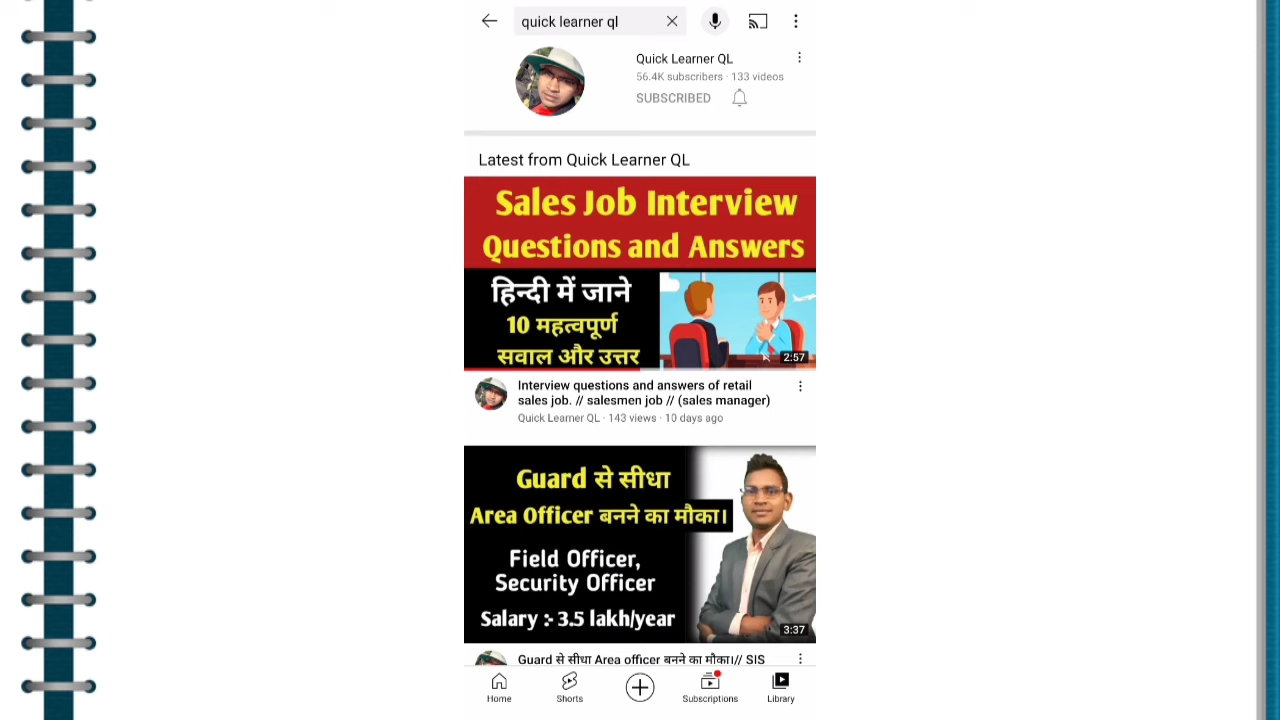 quick learner ql
Quick Learner QL
56.4K subscribers · 133 videos
SUBSCRIBED
Latest from Quick Learner QL
Sales Job Interview
Questions and Answers
हिन्दी में जाने
10 महत्वपूर्ण
सवाल और उत्तर
2:57
Interview questions and answers of retail
sales job. // salesmen job // (sales manager)
Quick Learner QL · 143 views · 10 days ago
Guard से सीधा
Area Officer बनने का मौका।
Field Officer,
Security Officer
Salary :- 3.5 lakh/year
3:37
Guard से सीधा Area officer बनने का मौका।// SIS
Home
Shorts
Subscriptions
Library